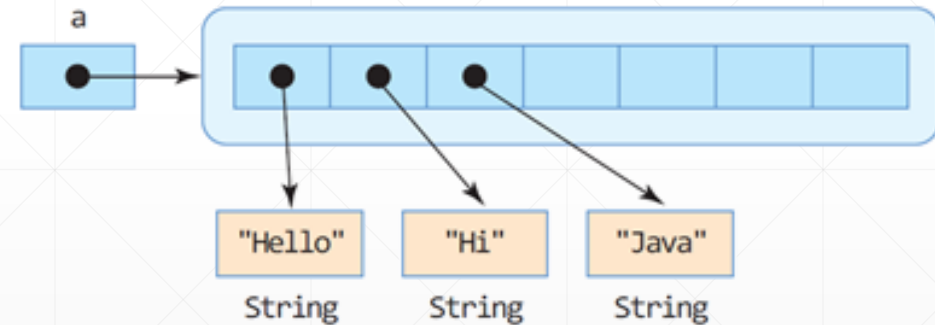 a
"Hello" "Hi" "Java"
String String String